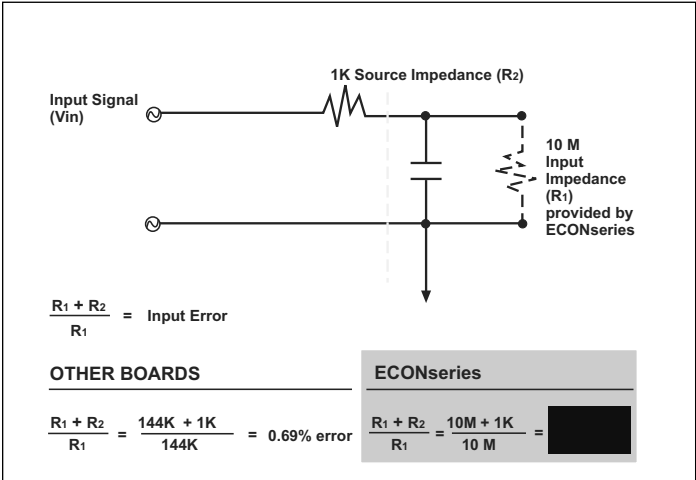 1K Source Impedance (R2)
Input Signal
(Vin)
10 M
Input
Impedance
(R1)
provided by
ECONseries
R1 + R2
R1
= Input Error
OTHER BOARDS
R1 + R2
R1
=
144K + 1K
144K
= 0.69% error
ECONseries
R1 + R2
R1
=
10M + 1K
10 M
=